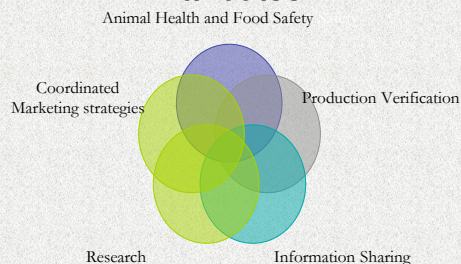 Animal Health and Food Safety
Coordinated
Marketing strategies
Production Verification
Research
Information Sharing